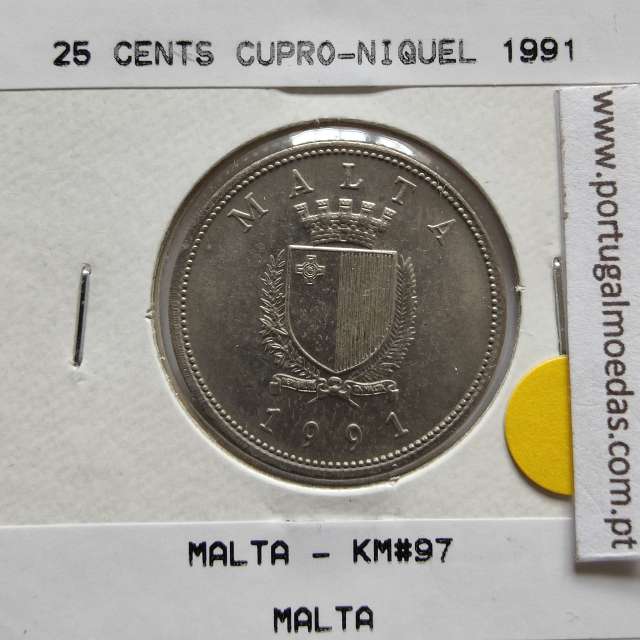 25 CENTS CUPRO-NIQUEL 1991
MALTA
1991
www.portugalmoedas.com.pt
MALTA - KM#97
MALTA